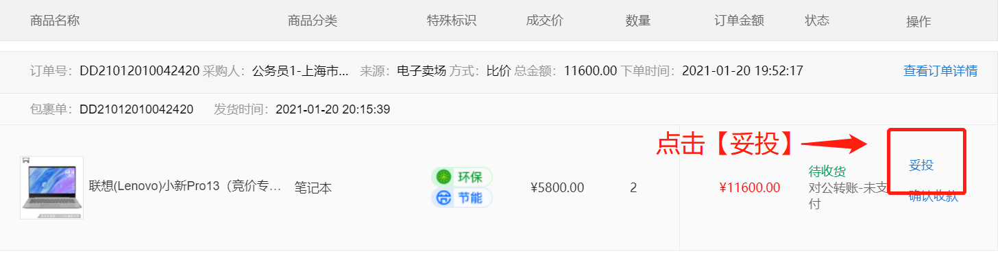 商品名称 商品分类 特殊标识 成交价 数量 订单金额 状态 操作
订单号：DD21012010042420 采购人：公务员1-上海市... 来源：电子卖场 方式：比价 总金额：11600.00 下单时间：2021-01-20 19:52:17 查看订单详情
包裹单：DD21012010042420 发货时间：2021-01-20 20:15:39
点击【妥投】
联想(Lenovo)小新Pro13（竞价专... 笔记本
环保
节能
¥5800.00 2 ¥11600.00
待收货
对公转账-未支
付
妥投
确认收款